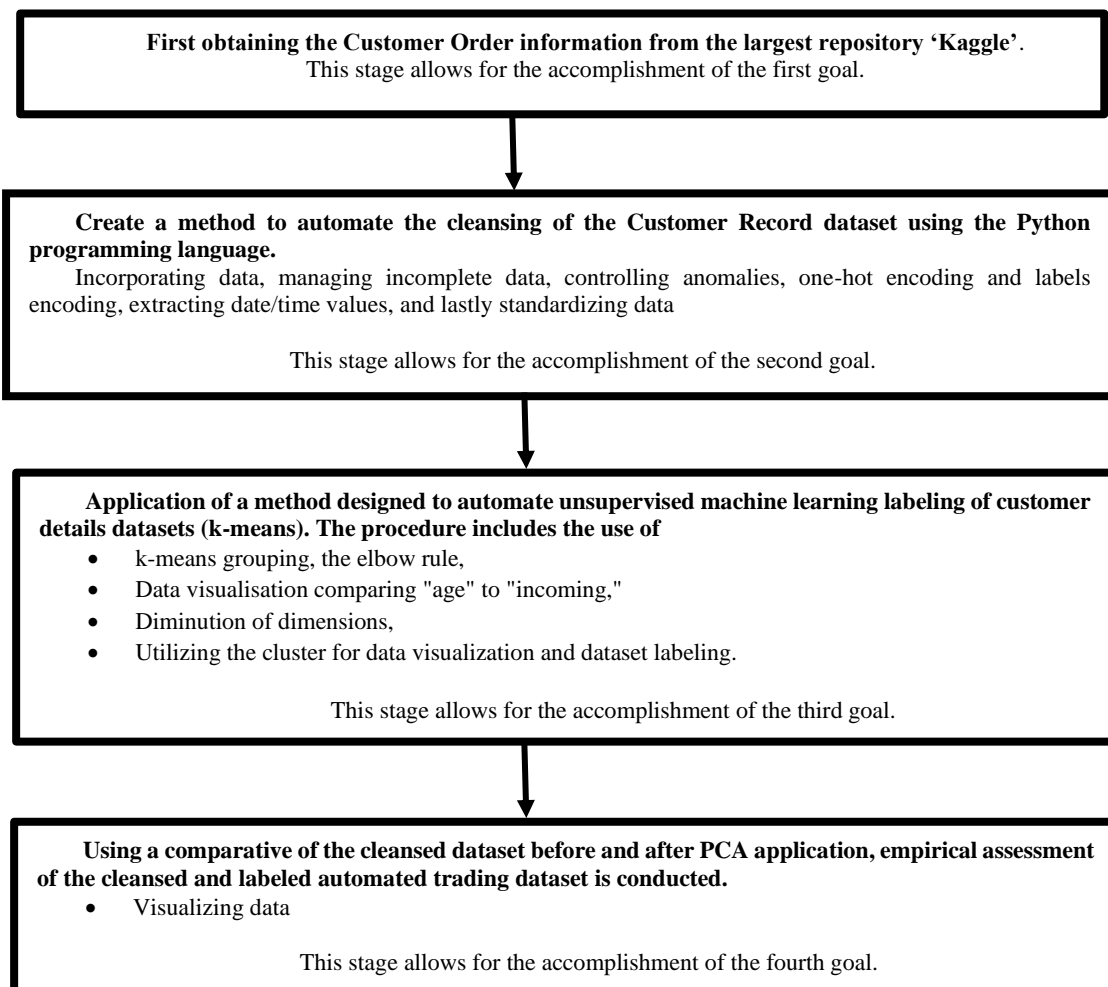 First obtaining the Customer Order information from the largest repository ‘Kaggle’.
This stage allows for the accomplishment of the first goal.
Create a method to automate the cleansing of the Customer Record dataset using the Python
programming language.
Incorporating data, managing incomplete data, controlling anomalies, one-hot encoding and labels
encoding, extracting date/time values, and lastly standardizing data
This stage allows for the accomplishment of the second goal.
Application of a method designed to automate unsupervised machine learning labeling of customer
details datasets (k-means). The procedure includes the use of
• k-means grouping, the elbow rule,
• Data visualisation comparing "age" to "incoming,"
• Diminution of dimensions,
• Utilizing the cluster for data visualization and dataset labeling.
This stage allows for the accomplishment of the third goal.
Using a comparative of the cleansed dataset before and after PCA application, empirical assessment
of the cleansed and labeled automated trading dataset is conducted.
• Visualizing data
This stage allows for the accomplishment of the fourth goal.